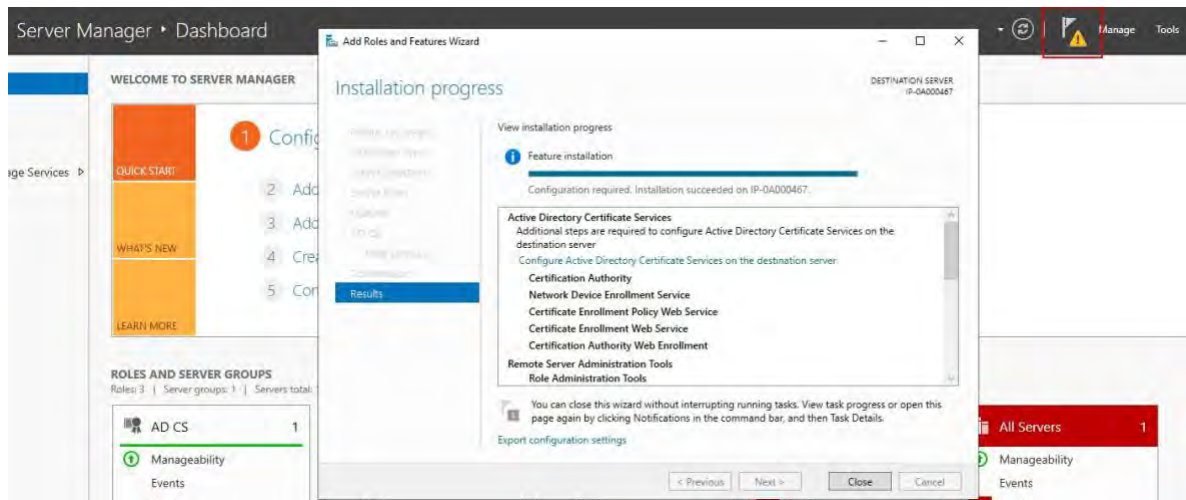 Server Manager ‣ Dashboard
Manage Tools
age Services
WELCOME TO SERVER MANAGER
QUICK START
WHAT'S NEW
LEARN MORE
1 Config
2 Add
3 Add
4 Crea
5 Con
ROLES AND SERVER GROUPS
Roles: 3 | Server groups: 1 | Servers total:
AD CS 1
Manageability
Events
Add Roles and Features Wizard
Installation progress
DESTINATION SERVER
IP-0A000467
Results
View installation progress
Feature installation
Configuration required. Installation succeeded on IP-0A000467.
Active Directory Certificate Services
Additional steps are required to configure Active Directory Certificate Services on the
destination server
Configure Active Directory Certificate Services on the destination server
Certification Authority
Network Device Enrollment Service
Certificate Enrollment Policy Web Service
Certificate Enrollment Web Service
Certification Authority Web Enrollment
Remote Server Administration Tools
Role Administration Tools
You can close this wizard without interrupting running tasks. View task progress or open this
page again by clicking Notifications in the command bar, and then Task Details.
Export configuration settings
< Previous Next > Close Cancel
All Servers 1
Manageability
Events